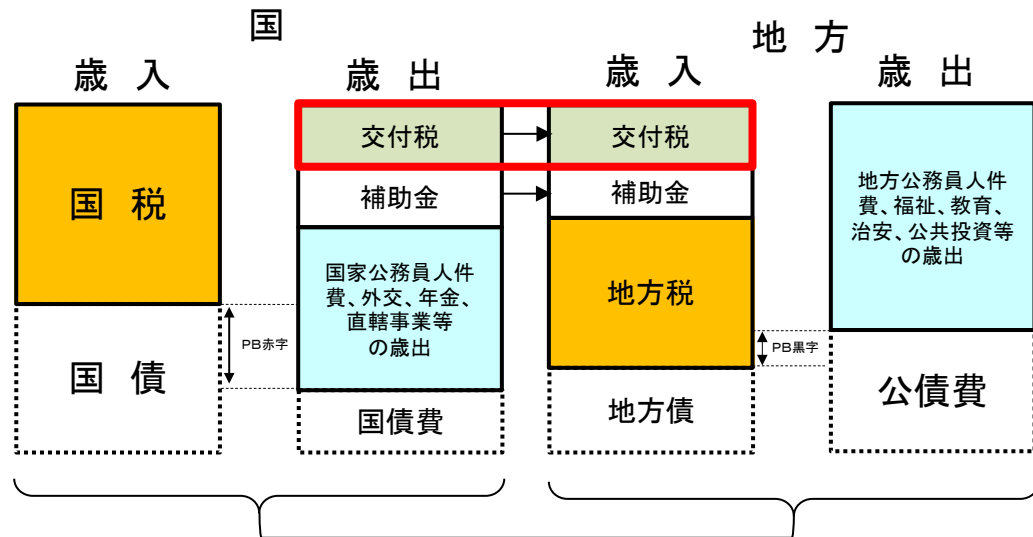 国
地 方
歳 入
歳 出
歳 入
歳 出
国 税
国 債
PB赤字
交付税
補助金
国家公務員人件
費、外交、年金、
直轄事業等
の歳出
国債費
交付税
補助金
地方税
地方債
PB黒字
地方公務員人件
費、福祉、教育、
治安、公共投資等
の歳出
公債費